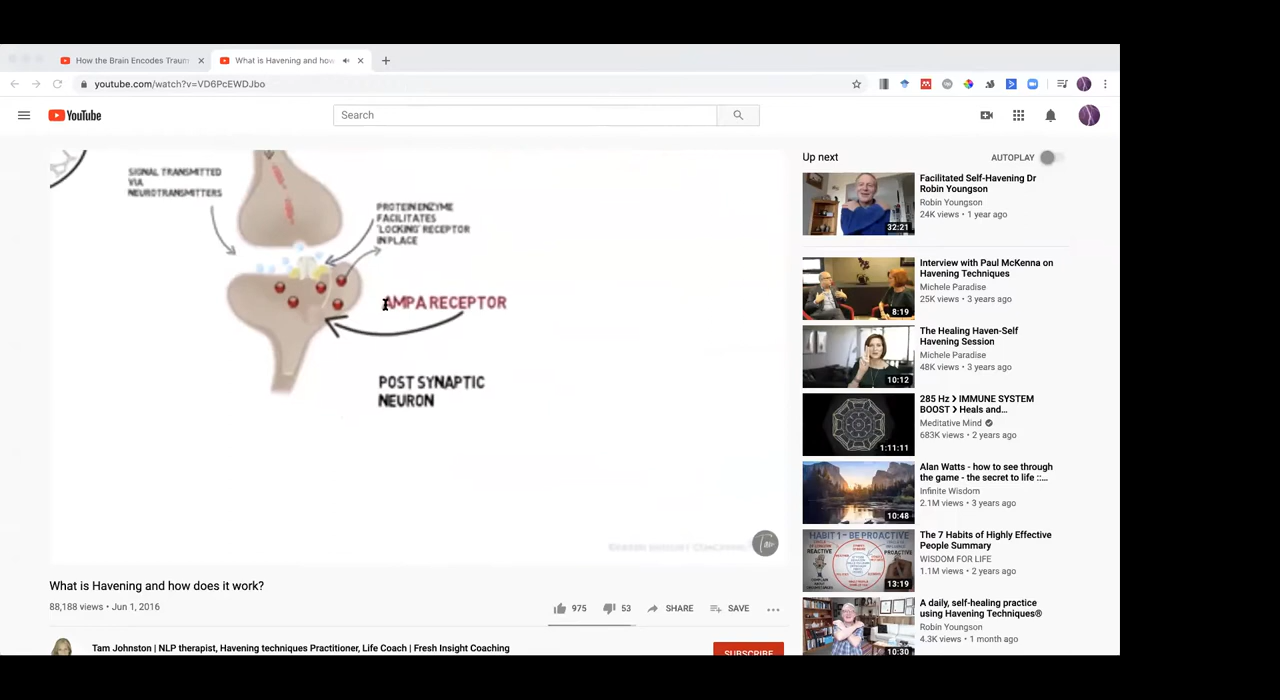 How the Brain Encodes Traum
What is Havening and how
youtube.com/watch?v=VD6PcEWDJbo
YouTube
Search
SIGNAL TRANSMITTED
VIA
NEUROTRANSMITTERS
PROTEIN ENZYME
FACILITATES
'LOCKING' RECEPTOR
IN PLACE
AMPA RECEPTOR
POST SYNAPTIC
NEURON
What is Havening and how does it work?
88,188 views • Jun 1, 2016
975
53
SHARE
SAVE
Tam Johnston | NLP therapist, Havening techniques Practitioner, Life Coach | Fresh Insight Coaching
SUBSCRIBE
Up next
AUTOPLAY
Facilitated Self-Havening Dr
Robin Youngson
Robin Youngson
24K views • 1 year ago
32:21
Interview with Paul McKenna on
Havening Techniques
Michele Paradise
25K views • 3 years ago
8:19
The Healing Haven-Self
Havening Session
Michele Paradise
48K views • 3 years ago
10:12
285 Hz ❯ IMMUNE SYSTEM
BOOST ❯ Heals and...
Meditative Mind
683K views • 2 years ago
1:11:11
Alan Watts - how to see through
the game - the secret to life ::...
Infinite Wisdom
2.1M views • 3 years ago
10:48
HABIT 1 - BE PROACTIVE
REACTIVE
PROACTIVE
The 7 Habits of Highly Effective
People Summary
WISDOM FOR LIFE
1.1M views • 2 years ago
13:19
A daily, self-healing practice
using Havening Techniques®
Robin Youngson
4.3K views • 1 month ago
10:30